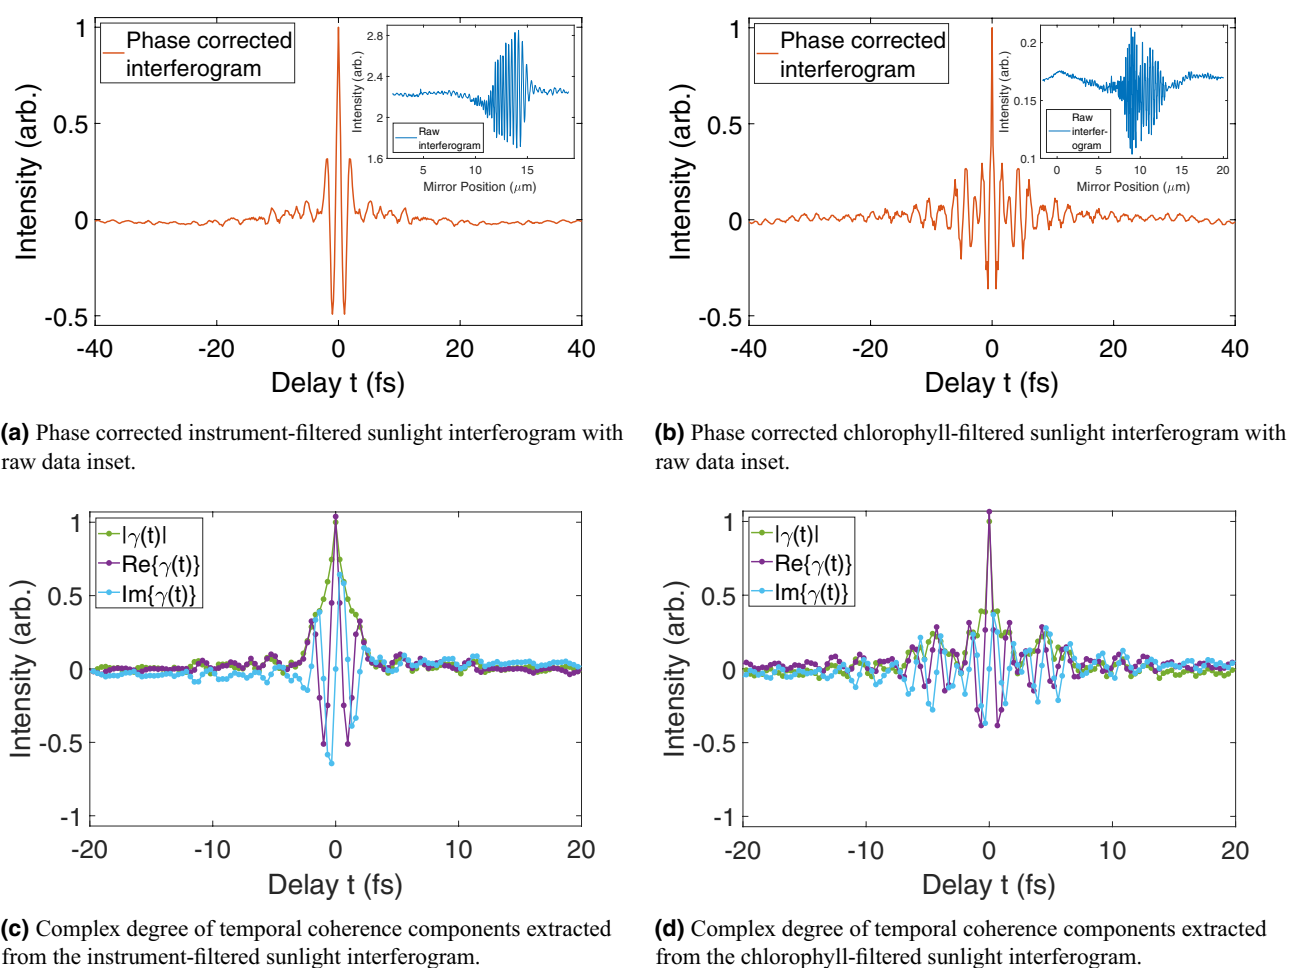 1
0.5
0
-0.5
Intensity (arb.)
Phase corrected
interferogram
2.8
2.4
2
1.6
Intensity (arb.)
Raw
interferogram
5 10 15
Mirror Position (μm)
-40 -20 0 20 40
Delay t (fs)
1
0.5
0
-0.5
Intensity (arb.)
Phase corrected
interferogram
0.2
0.15
0.1
Intensity (arb.)
Raw
interfer-
ogram
0 5 10 15 20
Mirror Position (μm)
-40 -20 0 20 40
Delay t (fs)
(a) Phase corrected instrument-filtered sunlight interferogram with
raw data inset.
(b) Phase corrected chlorophyll-filtered sunlight interferogram with
raw data inset.
1
0.5
0
-0.5
-1
Intensity (arb.)
|γ(t)|
Re{γ(t)}
Im{γ(t)}
-20 -10 0 10 20
Delay t (fs)
1
0.5
0
-0.5
-1
Intensity (arb.)
|γ(t)|
Re{γ(t)}
Im{γ(t)}
-20 -10 0 10 20
Delay t (fs)
(c) Complex degree of temporal coherence components extracted
from the instrument-filtered sunlight interferogram.
(d) Complex degree of temporal coherence components extracted
from the chlorophyll-filtered sunlight interferogram.